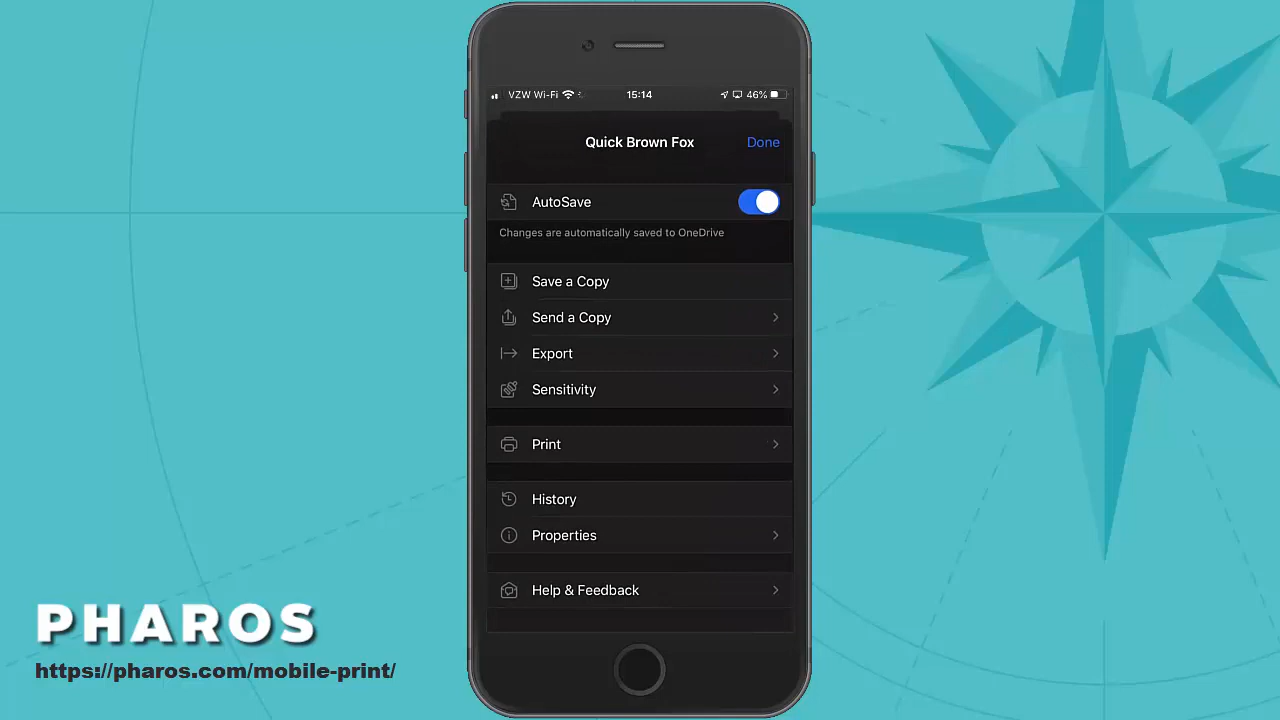 VZW Wi-Fi 15:14 46%
Quick Brown Fox Done
AutoSave
Changes are automatically saved to OneDrive
Save a Copy
Send a Copy
Export
Sensitivity
Print
History
Properties
Help & Feedback
PHAROS
https://pharos.com/mobile-print/